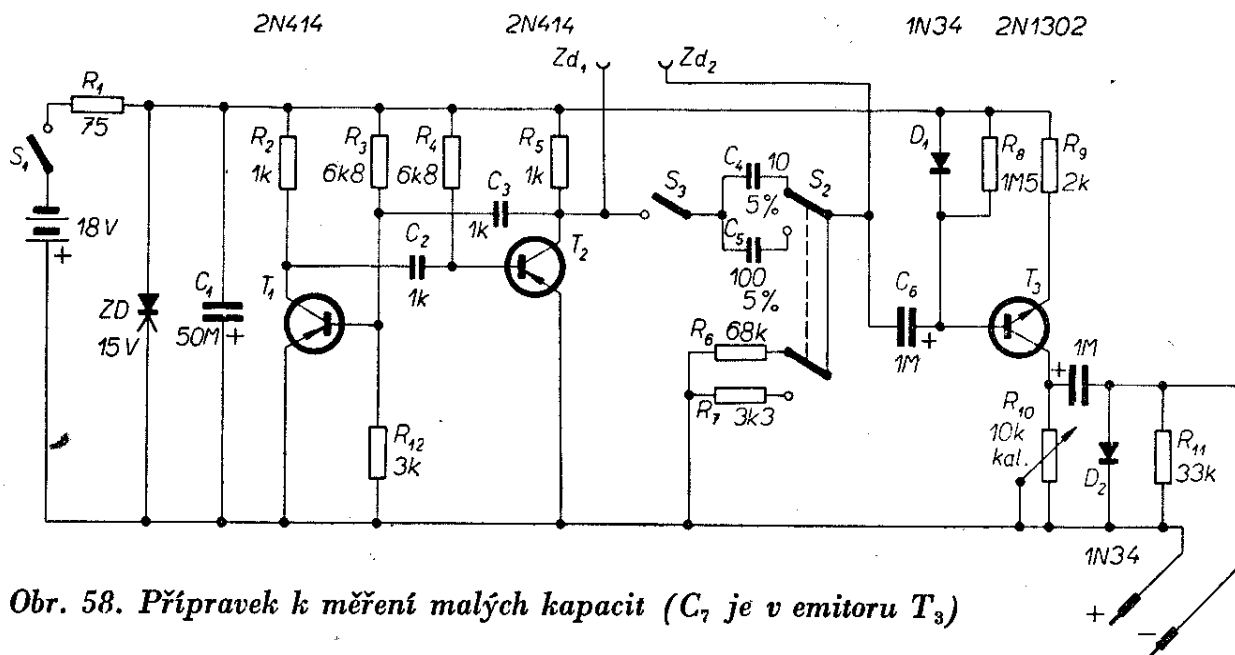 2N414
2N414
1N34
2N1302
Zd₁
Zd₂
R₁
75
S₁
18V
+
ZD
15V
C₁
50M
+
R₂
1k
R₃
6k8
R₄
6k8
R₅
1k
C₃
1k
C₂
1k
T₁
T₂
R₁₂
3k
S₃
C₄
10
5%
S₂
C₅
100
5%
R₆
68k
R₇
3k3
C₆
1M
+
D₁
R₈
1M5
R₉
2k
T₃
+
1M
R₁₀
10k
kal.
D₂
R₁₁
33k
1N34
+
−
Obr. 58. Přípravek k měření malých kapacit (C₇ je v emitoru T₃)